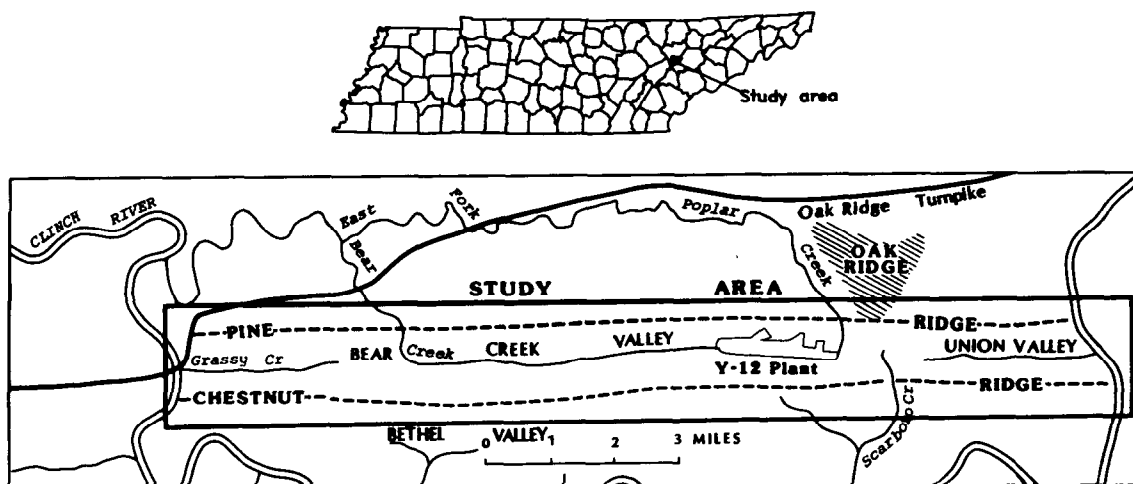 Study area
CLINCH RIVER
East Fork Poplar Creek
Oak Ridge Turnpike
OAK
RIDGE
Bear Creek
STUDY AREA
PINE RIDGE
Grassy Cr
BEAR CREEK VALLEY
UNION VALLEY
Y-12 Plant
CHESTNUT RIDGE
Scarboro Cr
BETHEL VALLEY
0 1 2 3 MILES